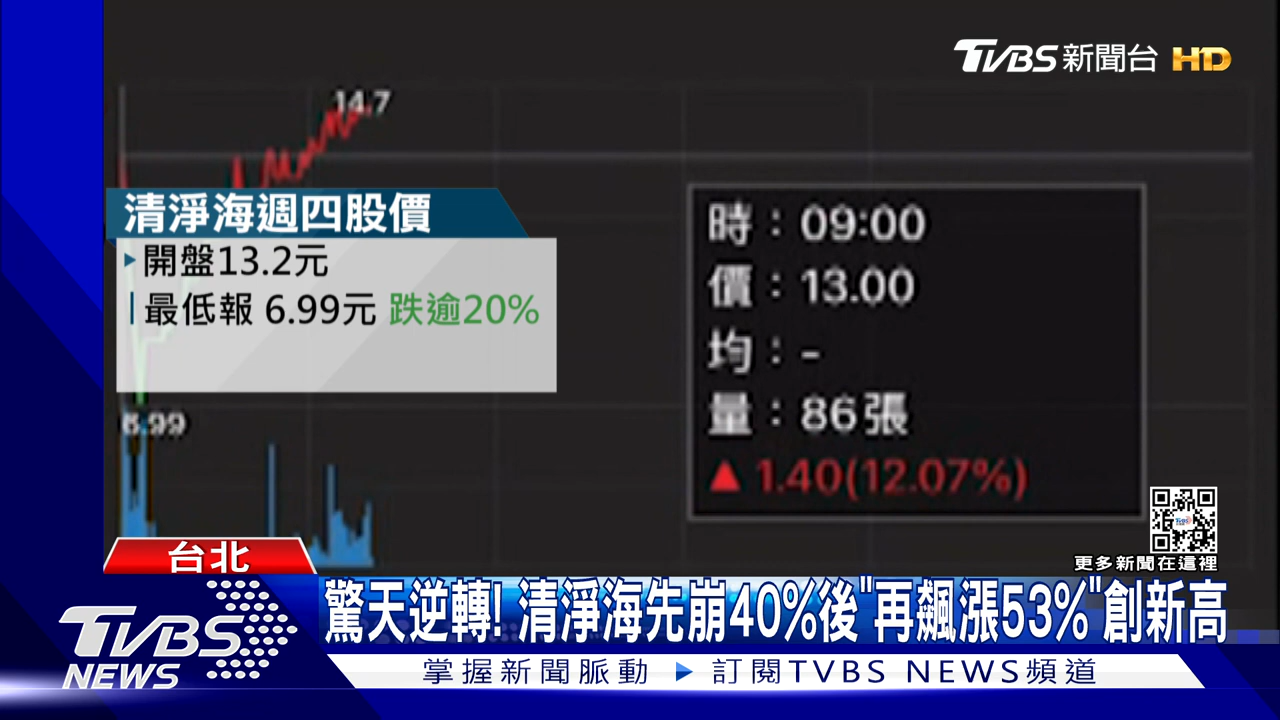 TVBS新聞台 HD
14.7
清淨海週四股價
開盤13.2元
最低報 6.99元 跌逾20%
6.99
時：09:00
價：13.00
均：-
量：86張
▲ 1.40(12.07%)
更多新聞在這裡
台北
驚天逆轉! 清淨海先崩40%後"再飆漲53%"創新高
TVBS NEWS
掌握新聞脈動 ▶ 訂閱TVBS NEWS頻道